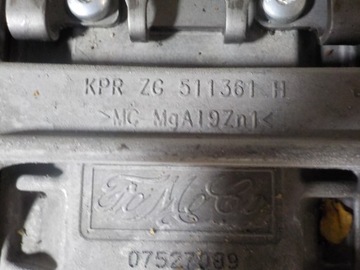 KPR ZG 511361 H
>MC MgAl9Zn1<
FoMoCo
07527089